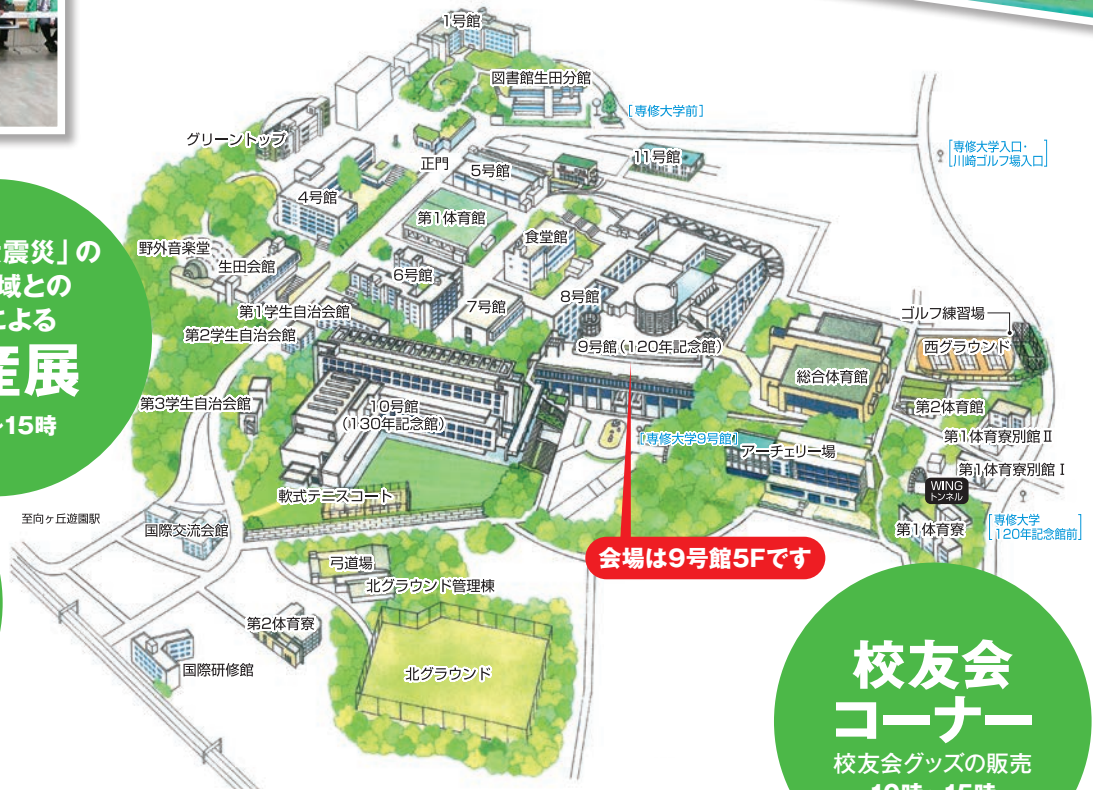 1号館
図書館生田分館
[専修大学前]
グリーントップ
正門
5号館
11号館
[専修大学入口・
川崎ゴルフ場入口]
4号館
第1体育館
食堂館
野外音楽堂
生田会館
6号館
7号館
8号館
第1学生自治会館
第2学生自治会館
9号館(120年記念館)
ゴルフ練習場
西グラウンド
総合体育館
第3学生自治会館
10号館
(130年記念館)
[専修大学9号館]
アーチェリー場
第2体育館
第1体育寮別館Ⅱ
第1体育寮別館Ⅰ
WING
トンネル
軟式テニスコート
至向ヶ丘遊園駅
国際交流会館
第1体育寮
[専修大学
120年記念館前]
会場は9号館5Fです
弓道場
北グラウンド管理棟
第2体育寮
国際研修館
北グラウンド
震災」の
域との
による
産展
15時
校友会
コーナー
校友会グッズの販売